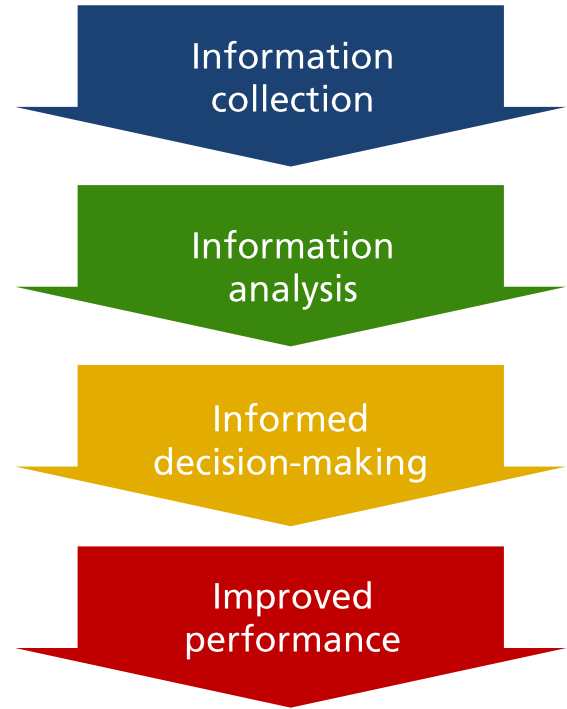 Information
collection
Information
analysis
Informed
decision-making
Improved
performance